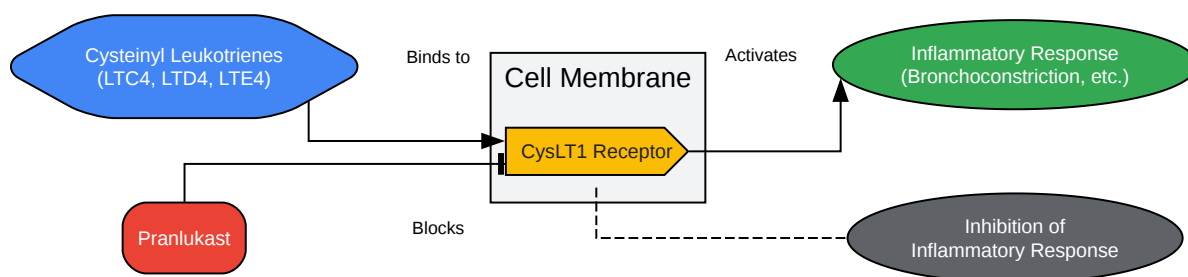 Cysteinyl Leukotrienes
(LTC4, LTD4, LTE4)
Binds to
Cell Membrane
Activates
Inflammatory Response
(Bronchoconstriction, etc.)
CysLT1 Receptor
Pranlukast
Blocks
Inhibition of
Inflammatory Response